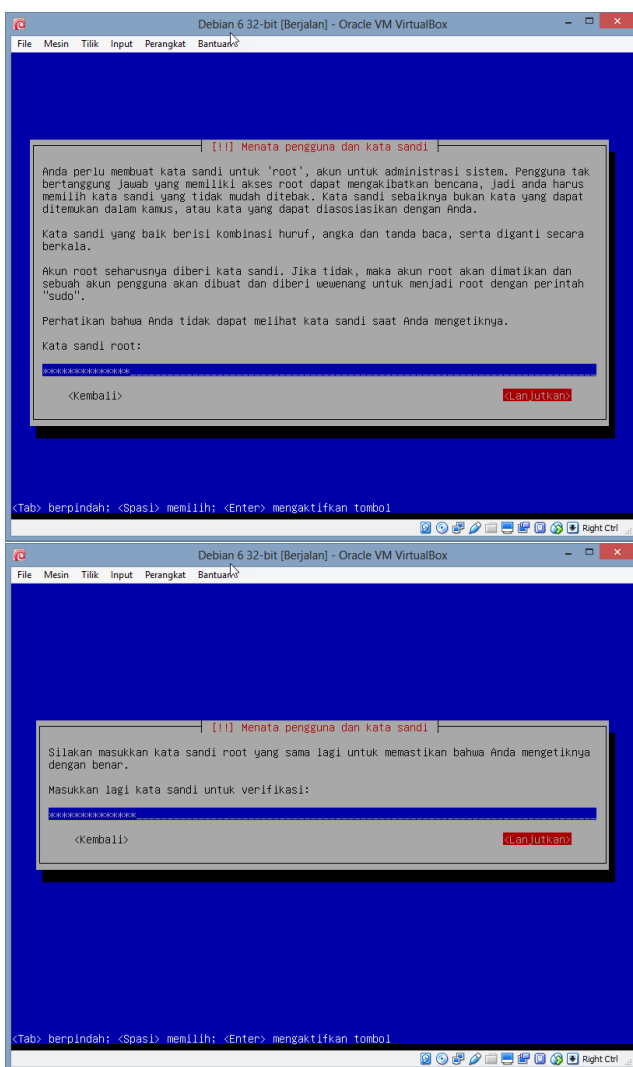 Debian 6 32-bit [Berjalan] - Oracle VM VirtualBox
File Mesin Tilik Input Perangkat Bantuan
[!!] Menata pengguna dan kata sandi
Anda perlu membuat kata sandi untuk 'root', akun untuk administrasi sistem. Pengguna tak
bertanggung jawab yang memiliki akses root dapat mengakibatkan bencana, jadi anda harus
memilih kata sandi yang tidak mudah ditebak. Kata sandi sebaiknya bukan kata yang dapat
ditemukan dalam kamus, atau kata yang dapat diasosiasikan dengan Anda.
Kata sandi yang baik berisi kombinasi huruf, angka dan tanda baca, serta diganti secara
berkala.
Akun root seharusnya diberi kata sandi. Jika tidak, maka akun root akan dimatikan dan
sebuah akun pengguna akan dibuat dan diberi wewenang untuk menjadi root dengan perintah
"sudo".
Perhatikan bahwa Anda tidak dapat melihat kata sandi saat Anda mengetiknya.
Kata sandi root:
**************
<Kembali> <Lanjutkan>
<Tab> berpindah; <Spasi> memilih; <Enter> mengaktifkan tombol
Right Ctrl
Debian 6 32-bit [Berjalan] - Oracle VM VirtualBox
File Mesin Tilik Input Perangkat Bantuan
[!!] Menata pengguna dan kata sandi
Silakan masukkan kata sandi root yang sama lagi untuk memastikan bahwa Anda mengetiknya
dengan benar.
Masukkan lagi kata sandi untuk verifikasi:
**************
<Kembali> <Lanjutkan>
<Tab> berpindah; <Spasi> memilih; <Enter> mengaktifkan tombol
Right Ctrl